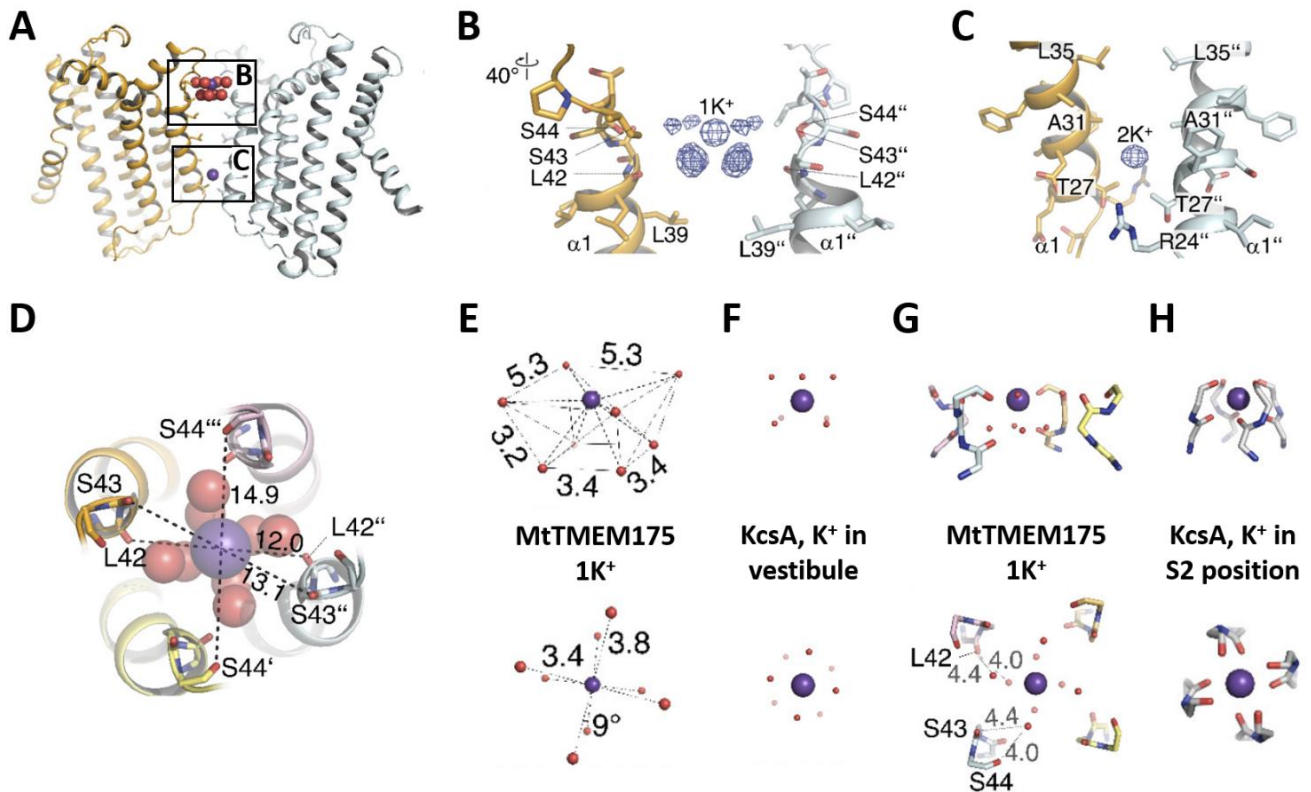 A
B
C
B
C
40°
1K⁺
S44
S43
L42
L39
α1
S44“
S43“
L42“
L39“
α1“
L35
A31
T27
α1
2K⁺
L35“
A31“
T27“
R24“
α1“
D
E
F
G
H
S44‘‘‘
S43
14.9
L42
12.0
L42“
13.1
S43“
S44‘
5.3
5.3
3.2
3.4
3.4
MtTMEM175
1K⁺
KcsA, K⁺ in
vestibule
MtTMEM175
1K⁺
KcsA, K⁺ in
S2 position
3.4
3.8
9°
L42
4.4
4.0
S43
4.4
4.0
S44